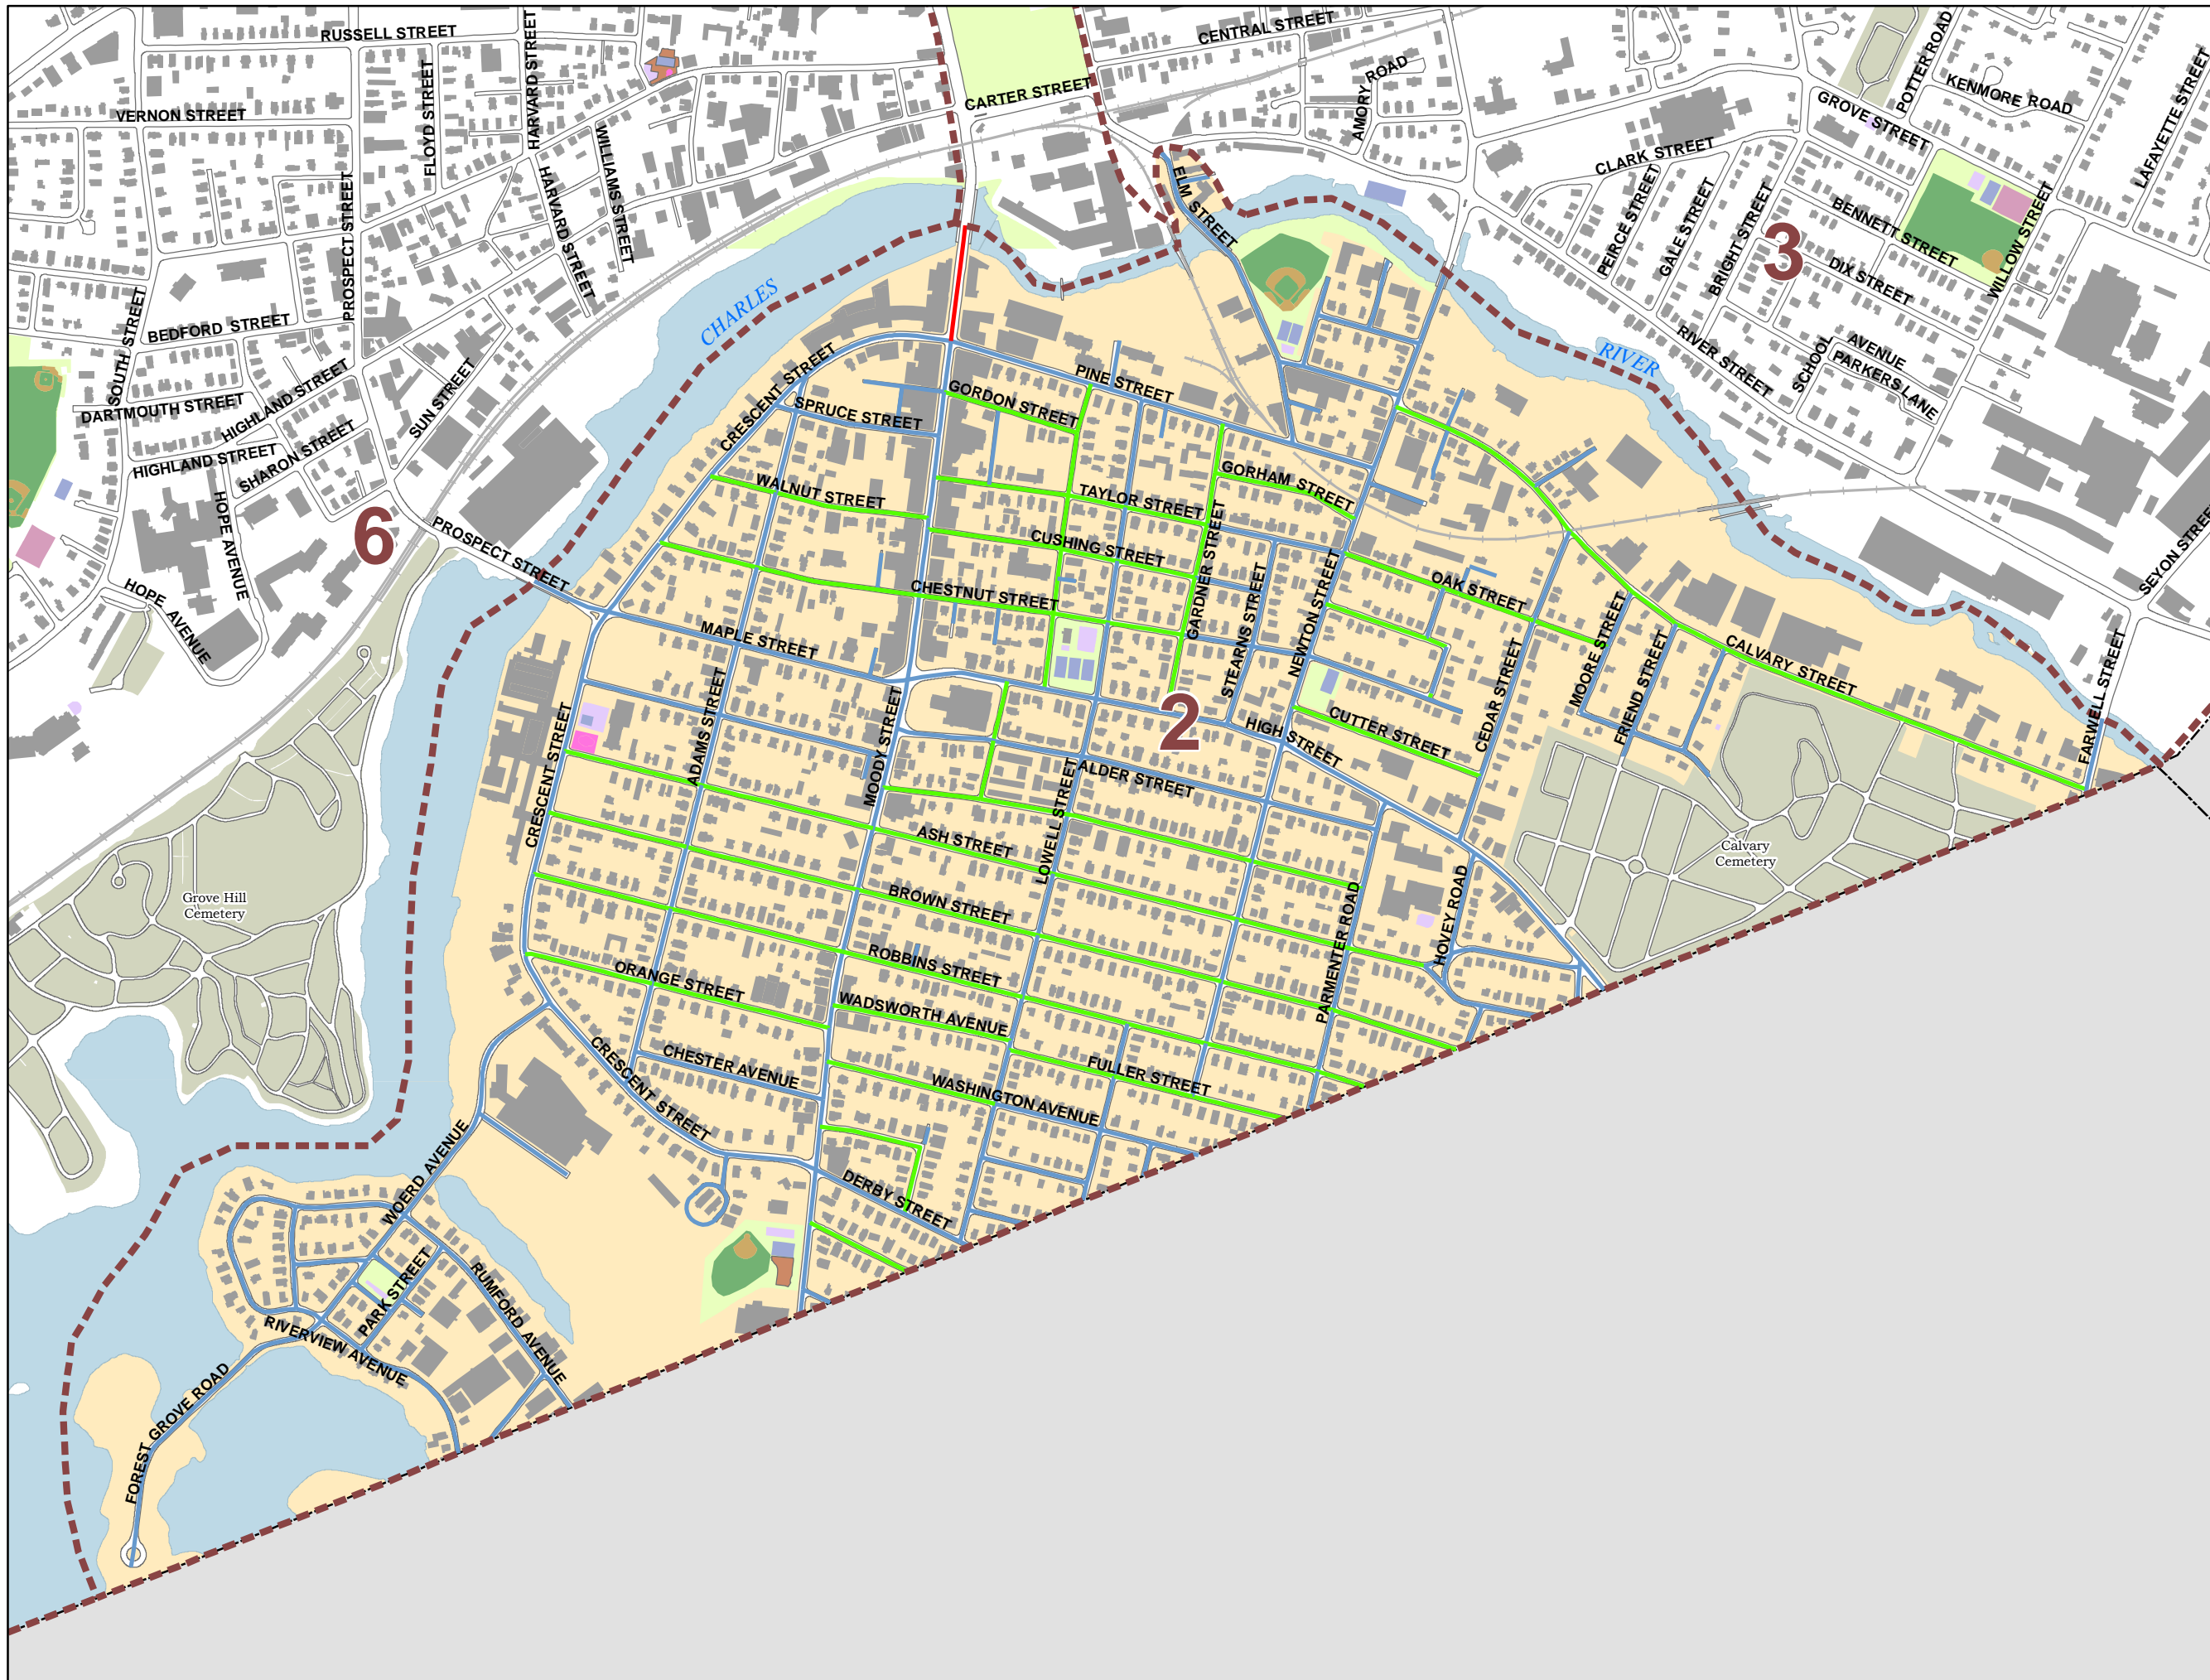 RUSSELL STREET
HARVARD STREET
CENTRAL STREET
POTTER ROAD
KENMORE ROAD
LAFAYETTE STREET
VERNON STREET
FLOYD STREET
CARTER STREET
AMORY ROAD
GROVE STREET
WILLIAMS STREET
HARVARD STREET
PROSPECT STREET
ELM STREET
CLARK STREET
PEIRCE STREET
GALE STREET
BRIGHT STREET
3
BENNETT STREET
DIX STREET
WILLOW STREET
SOUTH STREET
BEDFORD STREET
CHARLES
RIVER
RIVER STREET
SCHOOL
AVENUE
PARKERS LANE
DARTMOUTH STREET
HIGHLAND STREET
SUN STREET
CRESCENT STREET
PINE STREET
GORDON STREET
SPRUCE STREET
HIGHLAND STREET
SHARON STREET
HOPE AVENUE
6
PROSPECT STREET
WALNUT STREET
TAYLOR STREET
GORHAM STREET
CUSHING STREET
GARDNER STREET
SEYON STREET
HOPE AVENUE
CHESTNUT STREET
STEARNS STREET
NEWTON STREET
OAK STREET
MAPLE STREET
CEDAR STREET
MOORE STREET
FRIEND STREET
CALVARY STREET
FARWELL STREET
2
CRESCENT STREET
ADAMS STREET
MOODY STREET
HIGH STREET
CUTTER STREET
ALDER STREET
LOWELL STREET
ASH STREET
Calvary
Cemetery
Grove Hill
Cemetery
BROWN STREET
PARMENTER ROAD
HOVEY ROAD
ROBBINS STREET
ORANGE STREET
WADSWORTH AVENUE
CRESCENT STREET
CHESTER AVENUE
FULLER STREET
WASHINGTON AVENUE
WOERD AVENUE
DERBY STREET
PARK STREET
RUMFORD AVENUE
RIVERVIEW AVENUE
FOREST GROVE ROAD